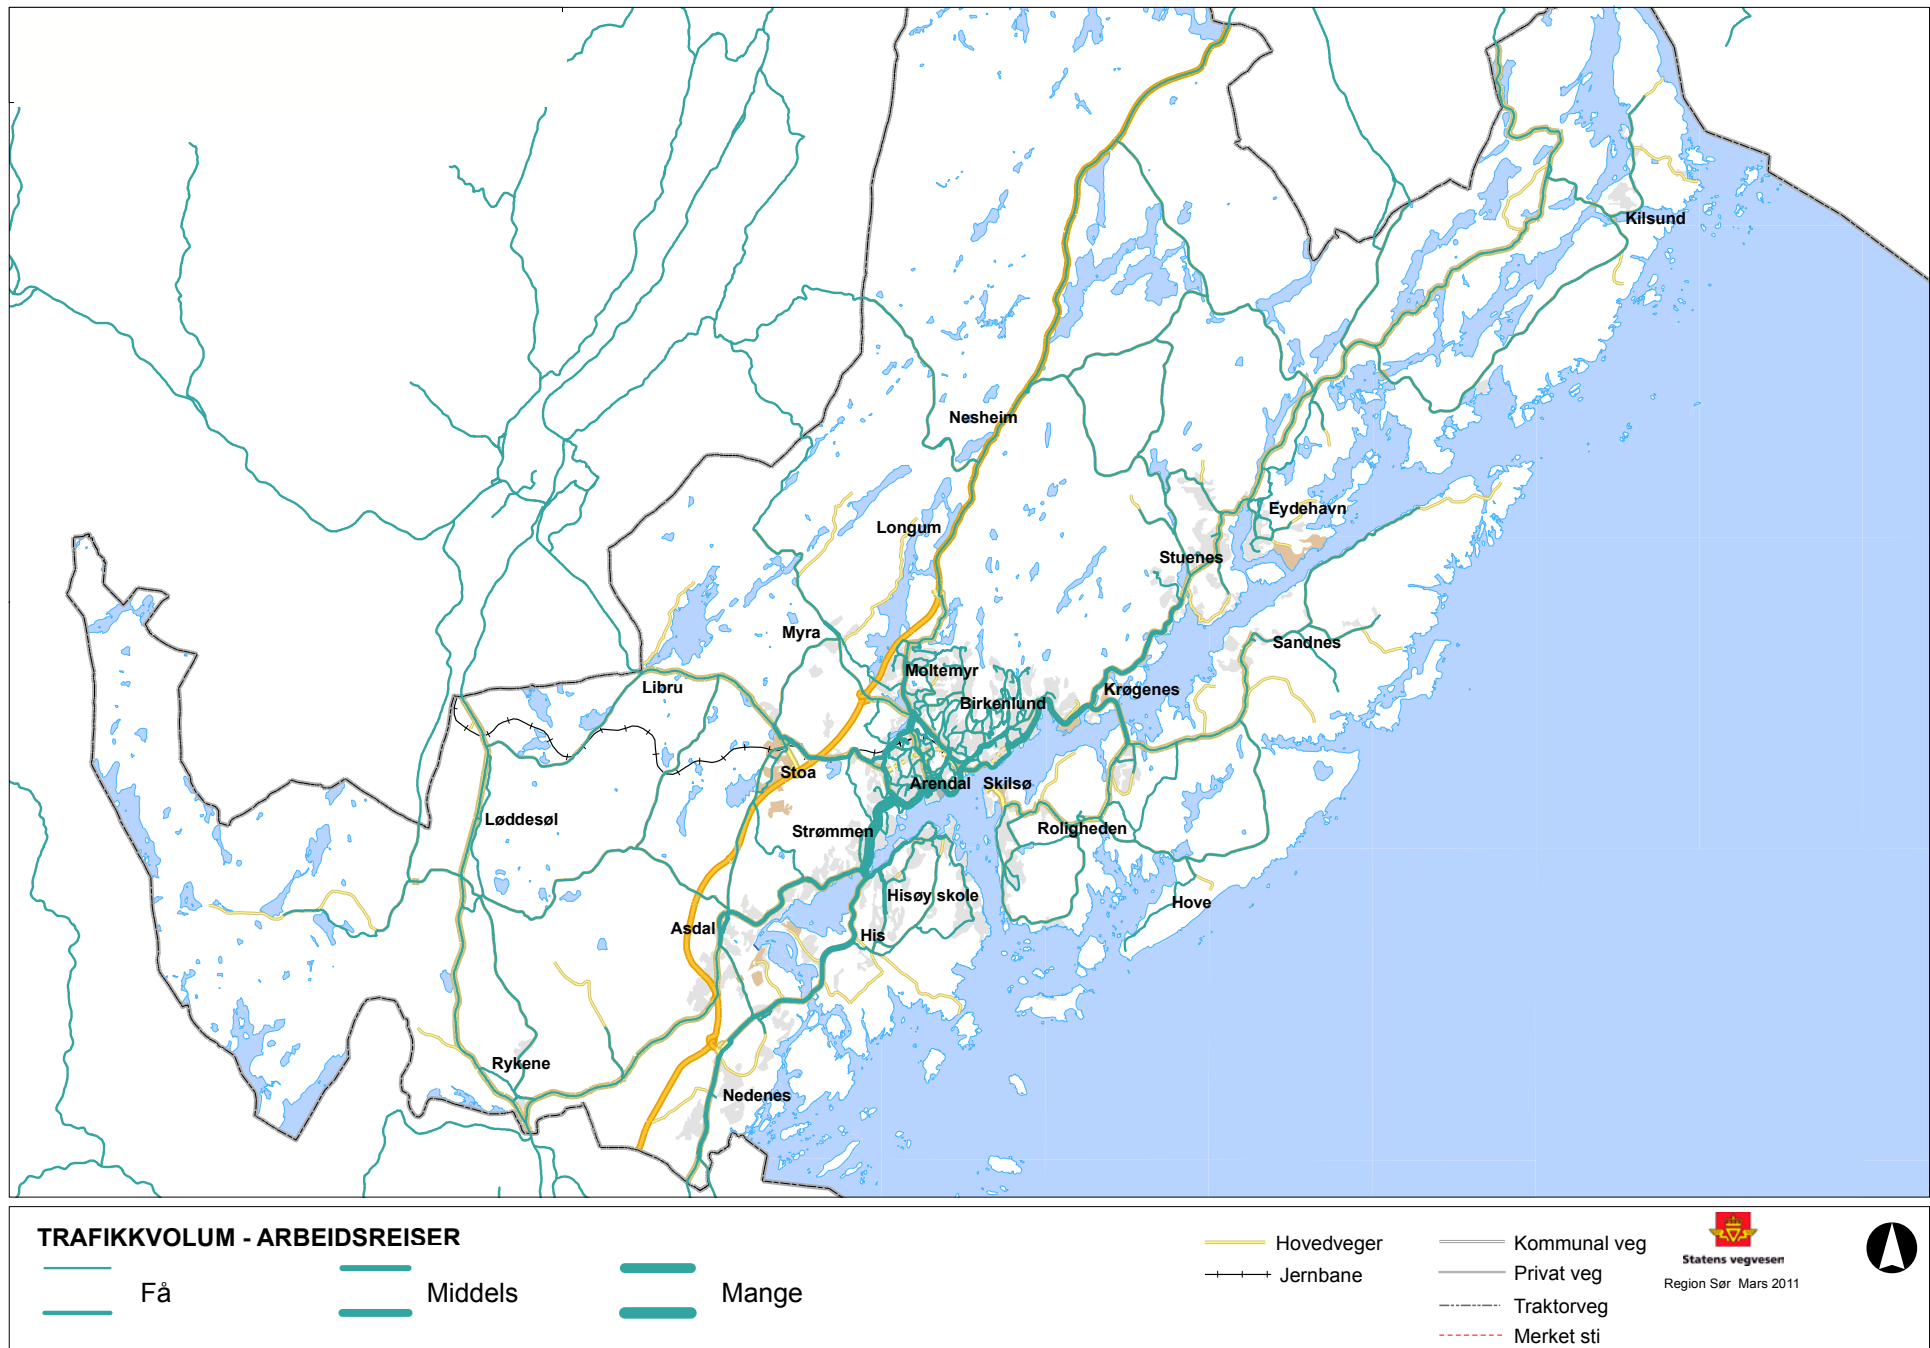 Kilsund
Nesheim
Longum
Eydehavn
Stuenes
Myra
Sandnes
Moltemyr
Libru
Krøgenes
Birkenlund
Stoa
Arendal
Skilsø
Løddesøl
Strømmen
Roligheden
Hisøy skole
Hove
Asdal
His
Rykene
Nedenes
TRAFIKKVOLUM - ARBEIDSREISER
Få
Middels
Mange
Hovedveger
Jernbane
Kommunal veg
Privat veg
Traktorveg
Merket sti
Statens vegvesen
Region Sør Mars 2011